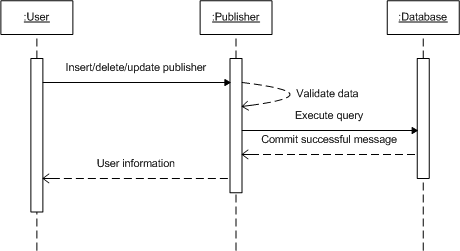 :User
:Publisher
:Database
Insert/delete/update publisher
Validate data
Execute query
Commit successful message
User information